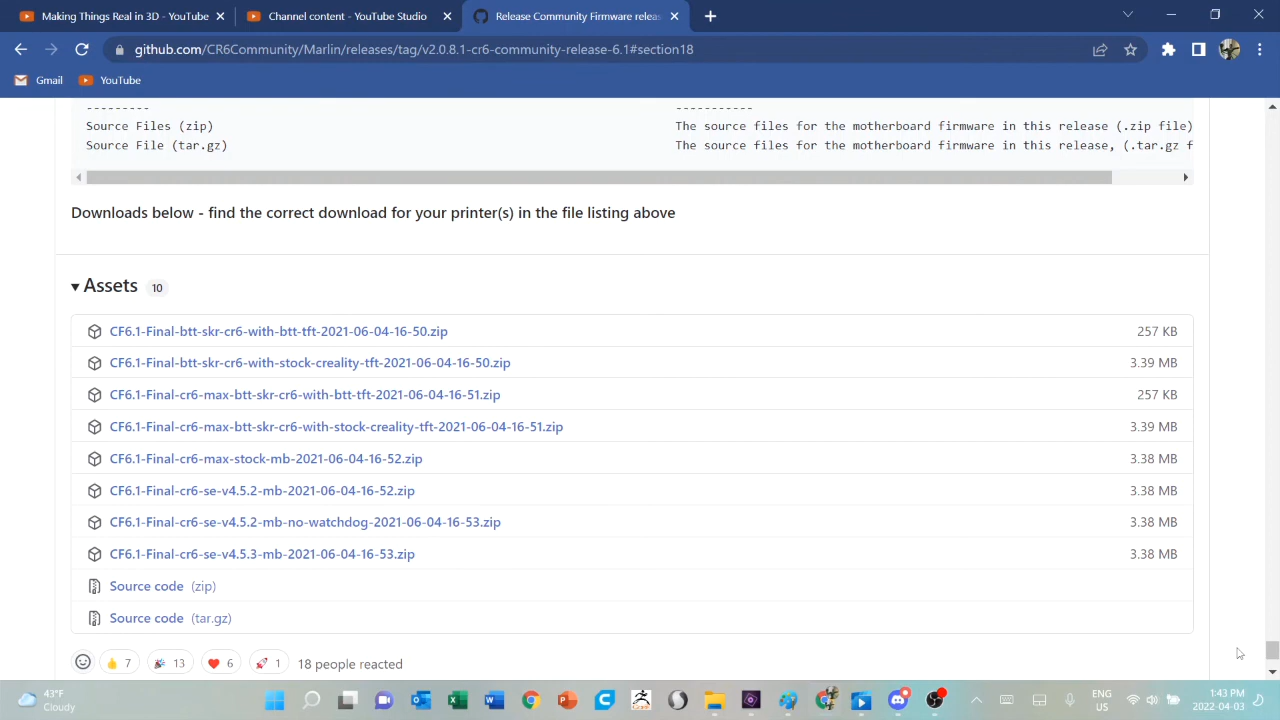 Making Things Real in 3D - YouTube
Channel content - YouTube Studio
Release Community Firmware relea
github.com/CR6Community/Marlin/releases/tag/v2.0.8.1-cr6-community-release-6.1#section18
Gmail
YouTube
---------
-----------
Source Files (zip)
The source files for the motherboard firmware in this release (.zip file)
Source File (tar.gz)
The source files for the motherboard firmware in this release, (.tar.gz f
Downloads below - find the correct download for your printer(s) in the file listing above
Assets 10
CF6.1-Final-btt-skr-cr6-with-btt-tft-2021-06-04-16-50.zip
257 KB
CF6.1-Final-btt-skr-cr6-with-stock-creality-tft-2021-06-04-16-50.zip
3.39 MB
CF6.1-Final-cr6-max-btt-skr-cr6-with-btt-tft-2021-06-04-16-51.zip
257 KB
CF6.1-Final-cr6-max-btt-skr-cr6-with-stock-creality-tft-2021-06-04-16-51.zip
3.39 MB
CF6.1-Final-cr6-max-stock-mb-2021-06-04-16-52.zip
3.38 MB
CF6.1-Final-cr6-se-v4.5.2-mb-2021-06-04-16-52.zip
3.38 MB
CF6.1-Final-cr6-se-v4.5.2-mb-no-watchdog-2021-06-04-16-53.zip
3.38 MB
CF6.1-Final-cr6-se-v4.5.3-mb-2021-06-04-16-53.zip
3.38 MB
Source code (zip)
Source code (tar.gz)
7
13
6
1
18 people reacted
43°F
Cloudy
ENG
US
1:43 PM
2022-04-03